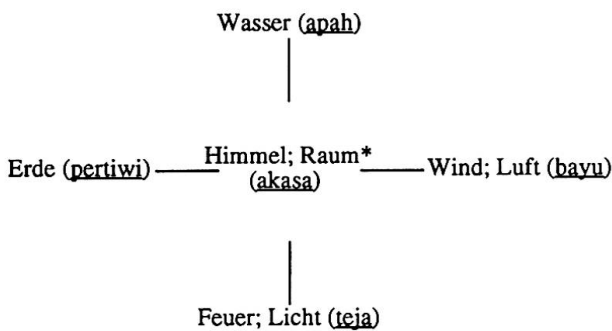 Wasser (apah)
Erde (pertiwi) Himmel; Raum* Wind; Luft (bayu)
(akasa)
Feuer; Licht (teja)